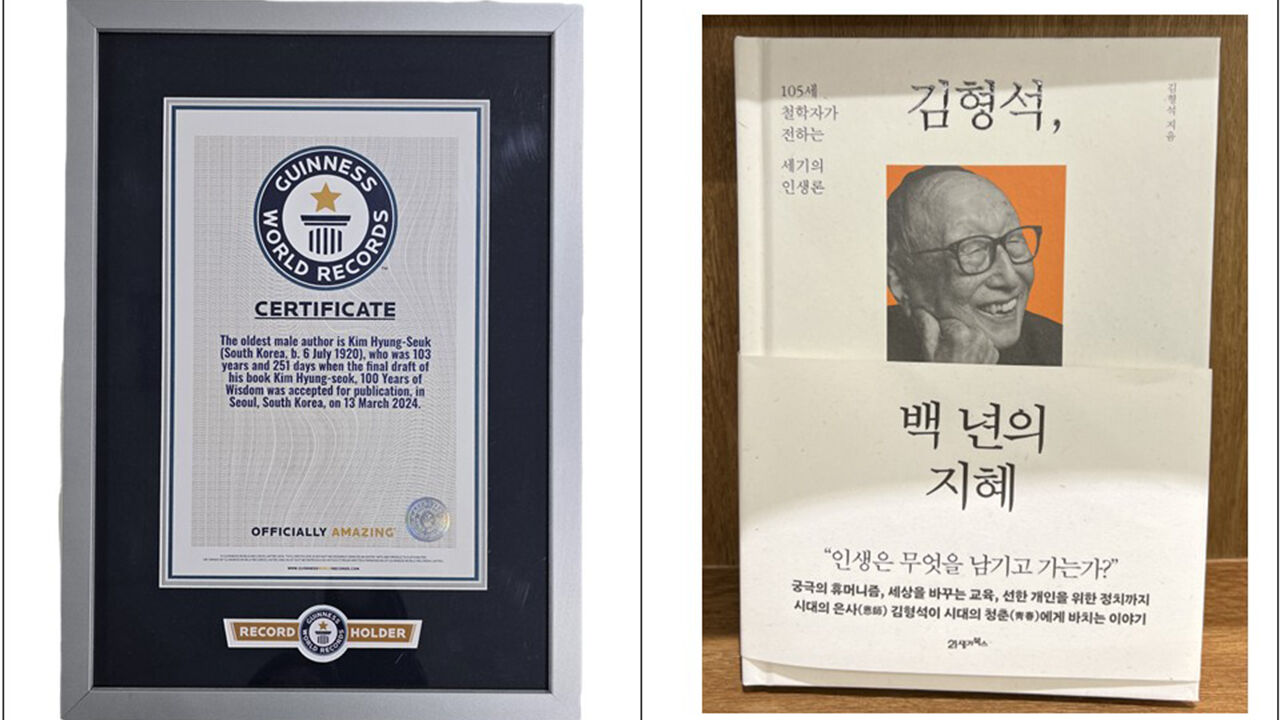 GUINNESS
WORLD RECORDS
CERTIFICATE
The oldest male author is Kim Hyung-Seuk
(South Korea, b. 6 July 1920), who was 103
years and 251 days when the final draft of
his book Kim Hyung-seok, 100 Years of
Wisdom was accepted for publication, in
Seoul, South Korea, on 13 March 2024.
OFFICIALLY AMAZING
WWW.GUINNESSWORLDRECORDS.COM
RECORD
GUINNESS
WORLD RECORDS
HOLDER
105세
철학자가
전하는
세기의
인생론
김형석,
김형석 지음
백 년의
지혜
“인생은 무엇을 남기고 가는가?”
궁극의 휴머니즘, 세상을 바꾸는 교육, 선한 개인을 위한 정치까지
시대의 은사(恩師) 김형석이 시대의 청춘(靑春)에게 바치는 이야기
21세기북스